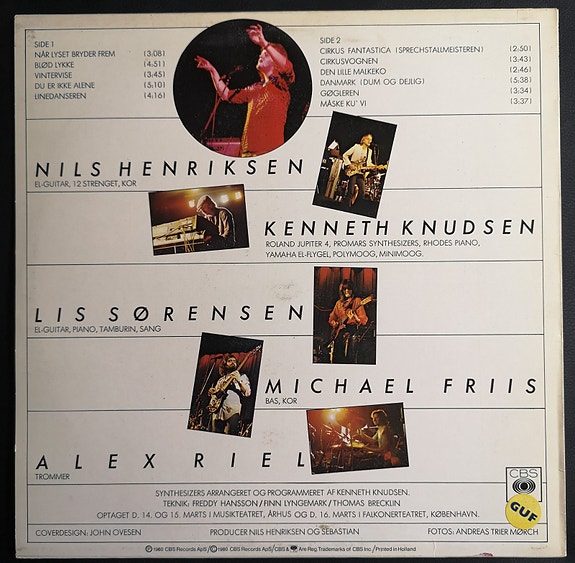 SIDE 1
NÅR LYSET BRYDER FREM (3:08)
BLØD LYKKE (4:51)
VINTERVISE (3:45)
DU ER IKKE ALENE (5:10)
LINEDANSEREN (4:16)
SIDE 2
CIRKUS FANTASTICA (SPRECHSTALLMEISTEREN) (2:50)
CIRKUSVOGNEN (3:43)
DEN LILLE MALKEKO (2:46)
DANMARK (DUM OG DEJLIG) (5:38)
GØGLEREN (3:34)
MÅSKE KU' VI (3:37)
NILS HENRIKSEN
EL-GUITAR, 12 STRENGET, KOR
KENNETH KNUDSEN
ROLAND JUPITER 4, PROMARS SYNTHESIZERS, RHODES PIANO,
YAMAHA EL-FLYGEL, POLYMOOG, MINIMOOG.
LIS SØRENSEN
EL-GUITAR, PIANO, TAMBURIN, SANG
MICHAEL FRIIS
BAS, KOR
ALEX RIEL
TROMMER
SYNTHESIZERS ARRANGERET OG PROGRAMMERET AF KENNETH KNUDSEN.
TEKNIK: FREDDY HANSSON/FINN LYNGEMARK/THOMAS BRECKLIN
OPTAGET D. 14. OG 15. MARTS I MUSIKTEATRET, ÅRHUS OG D. 16. MARTS I FALKONERTEATRET, KØBENHAVN.
CBS
GUF
COVERDESIGN: JOHN OVESEN
PRODUCER NILS HENRIKSEN OG SEBASTIAN
FOTOS: ANDREAS TRIER MØRCH
Ⓟ 1980 CBS Records ApS/© 1980 CBS Records ApS/CBS & Are Reg. Trademarks of CBS Inc./Printed in Holland